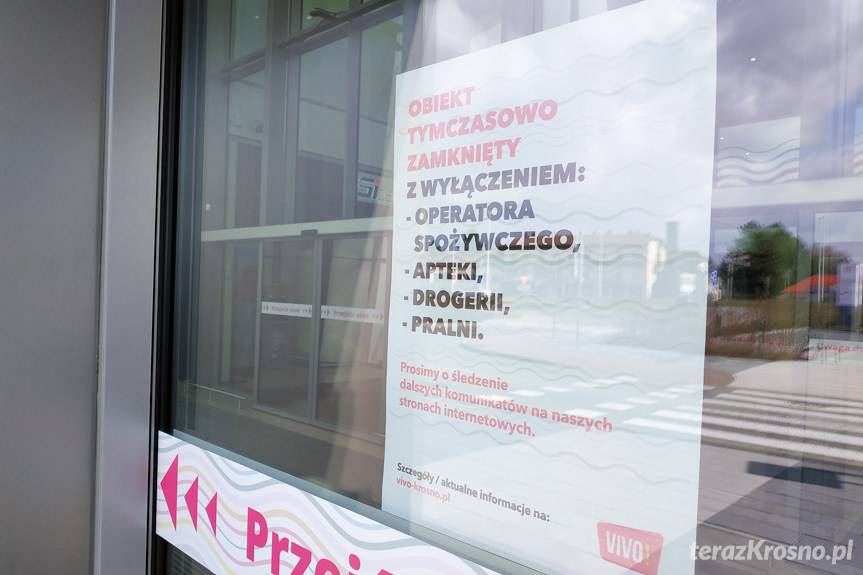 OBIEKT
TYMCZASOWO
ZAMKNIĘTY
Z WYŁĄCZENIEM:
- OPERATORA
SPOŻYWCZEGO,
- APTEKI,
- DROGERII,
- PRALNI.
Prosimy o śledzenie
dalszych komunikatów na naszych
stronach internetowych.
Szczegóły / aktualne informacje na:
vivo-krosno.pl
VIVO!
Uwaga
terazKrosno.pl